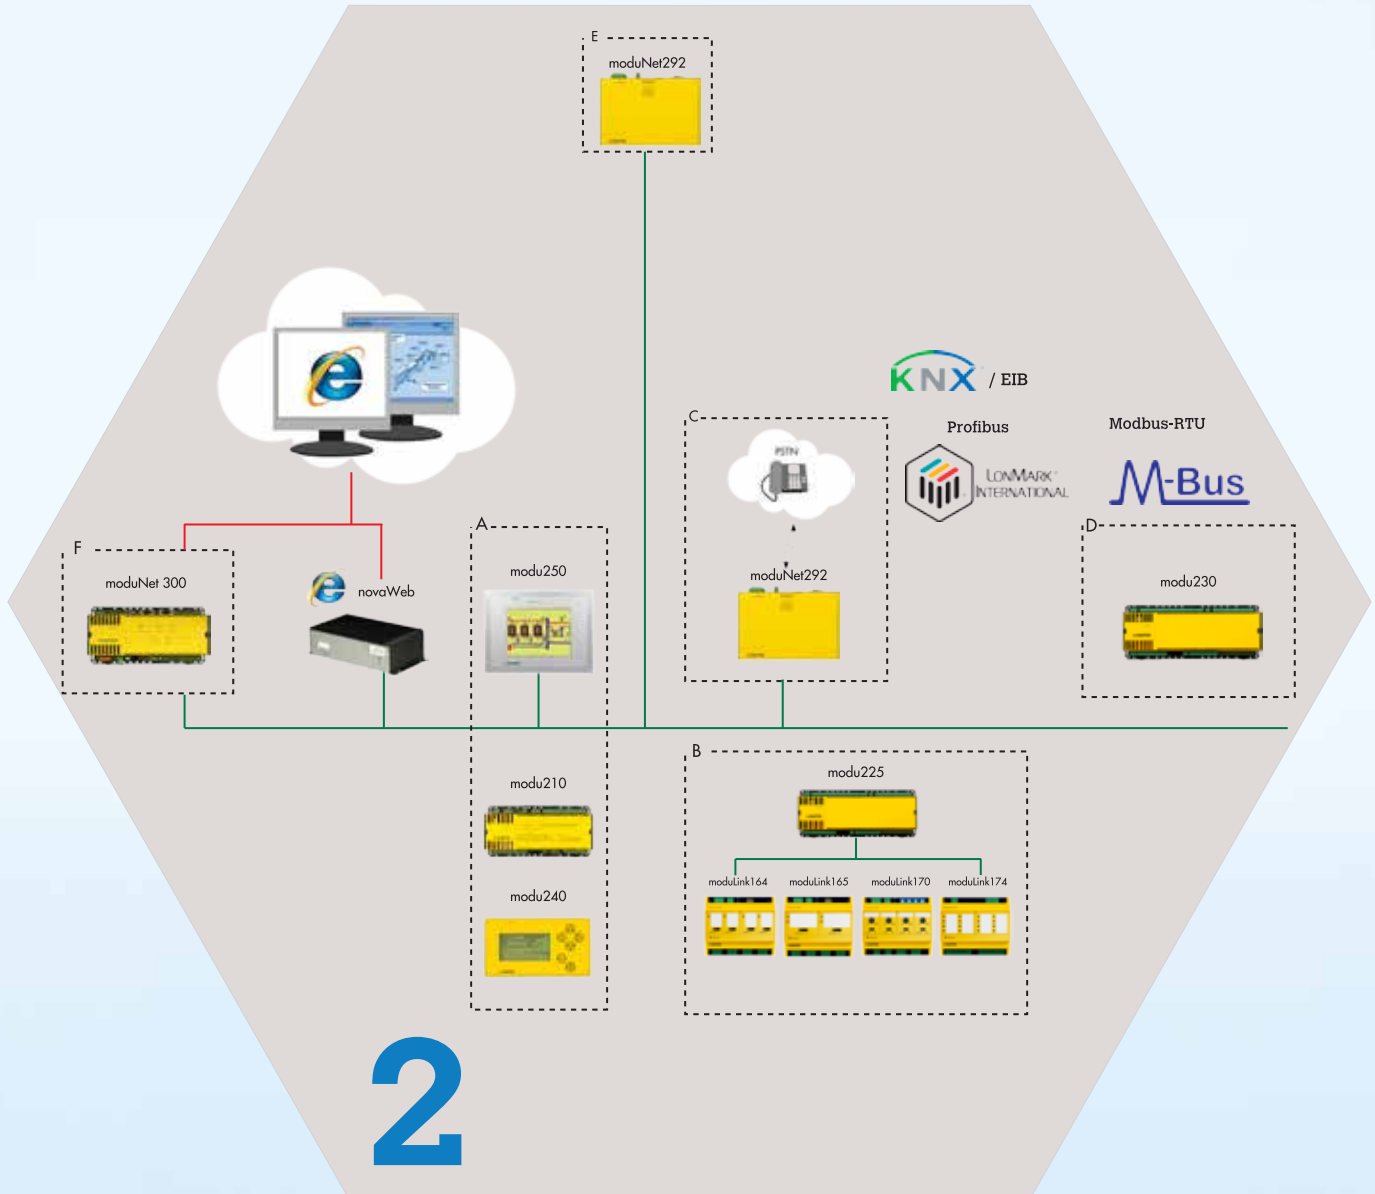 E
moduNet292
KNX / EIB
C
Profibus
Modbus-RTU
PSTN
LONMARK
INTERNATIONAL
M-Bus
A
D
F
moduNet 300
novaWeb
modu250
moduNet292
modu230
B
modu225
modu210
moduLink164
moduLink165
moduLink170
moduLink174
modu240
2